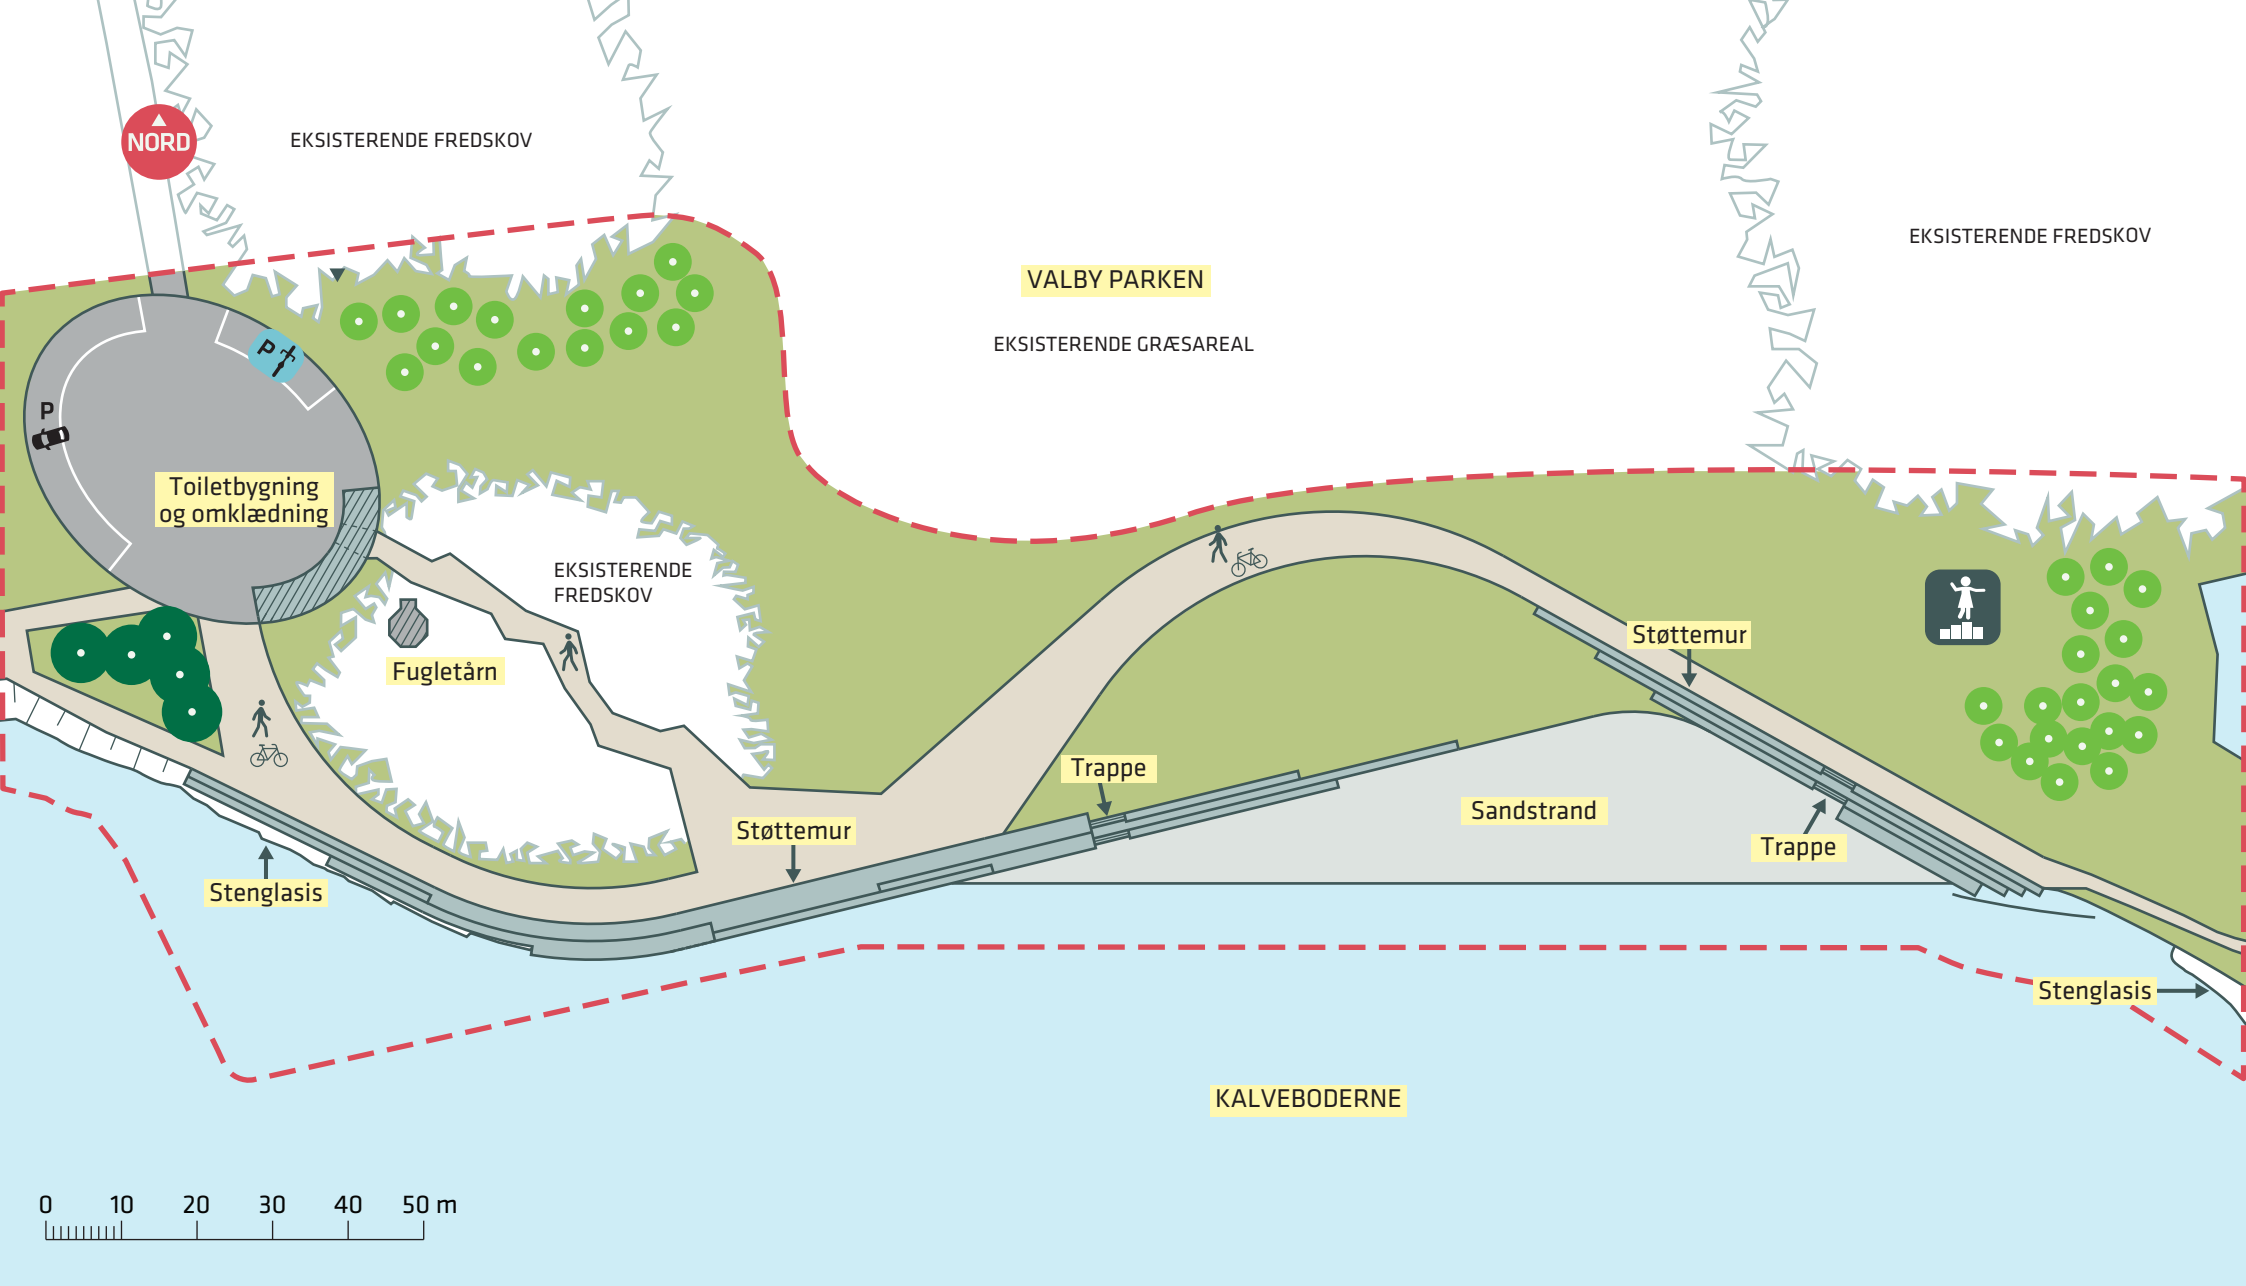 NORD
EKSISTERENDE FREDSKOV
EKSISTERENDE FREDSKOV
VALBY PARKEN
EKSISTERENDE GRÆSAREAL
P
P
Toiletbygning
og omklædning
EKSISTERENDE
FREDSKOV
Fugletårn
Støttemur
Trappe
Støttemur
Sandstrand
Trappe
Stenglasis
Stenglasis
KALVEBODERNE
0 10 20 30 40 50 m